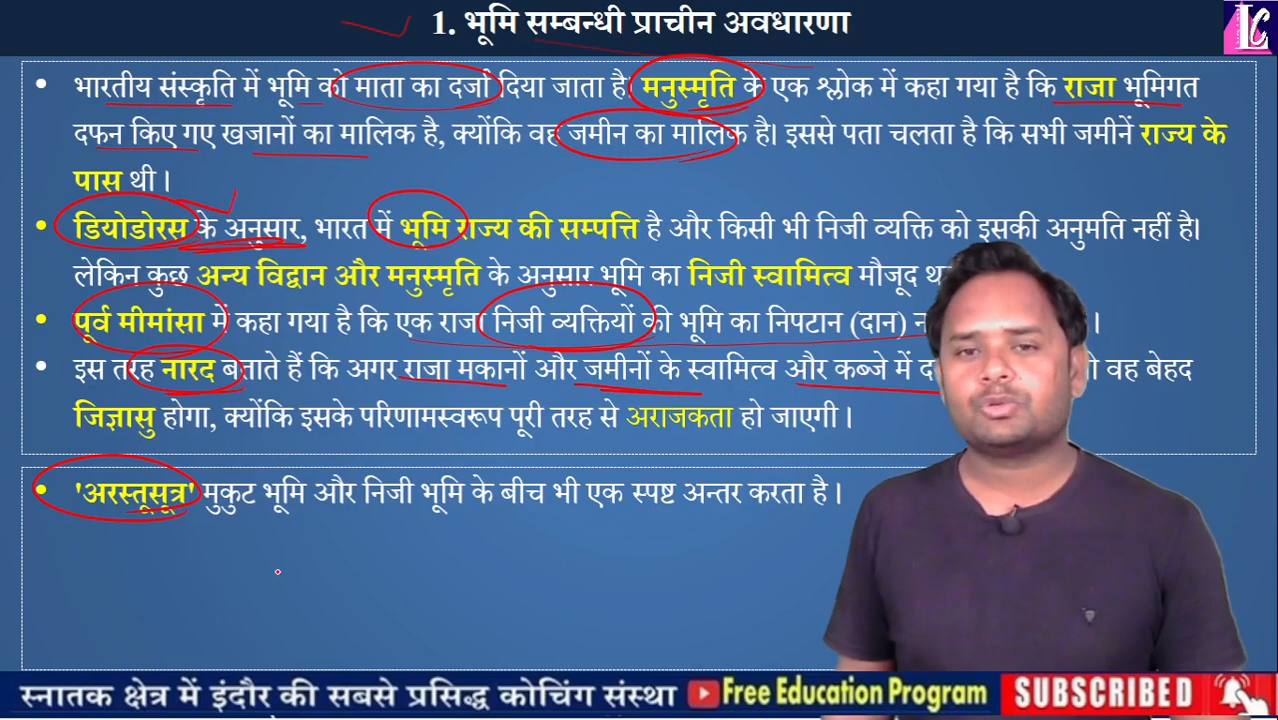 1. भूमि सम्बन्धी प्राचीन अवधारणा
LC
• भारतीय संस्कृति में भूमि को माता का दर्जा दिया जाता है। मनुस्मृति के एक श्लोक में कहा गया है कि राजा भूमिगत
दफन किए गए खजानों का मालिक है, क्योंकि वह जमीन का मालिक है। इससे पता चलता है कि सभी जमीनें राज्य के
पास थी।
• डियोडोरस के अनुसार, भारत में भूमि राज्य की सम्पत्ति है और किसी भी निजी व्यक्ति को इसकी अनुमति नहीं है।
लेकिन कुछ अन्य विद्वान और मनुस्मृति के अनुसार भूमि का निजी स्वामित्व मौजूद
• पूर्व मीमांसा में कहा गया है कि एक राजा निजी व्यक्तियों की भूमि का निपटान (दान)
• इस तरह नारद बताते हैं कि अगर राजा मकानों और जमीनों के स्वामित्व और कब्जे में वह बेहद
जिज्ञासु होगा, क्योंकि इसके परिणामस्वरूप पूरी तरह से अराजकता हो जाएगी।
• 'अरस्तूसूत्र' मुकुट भूमि और निजी भूमि के बीच भी एक स्पष्ट अन्तर करता है।
स्नातक क्षेत्र में इंदौर की सबसे प्रसिद्ध कोचिंग संस्था Free Education Program SUBSCRIBED